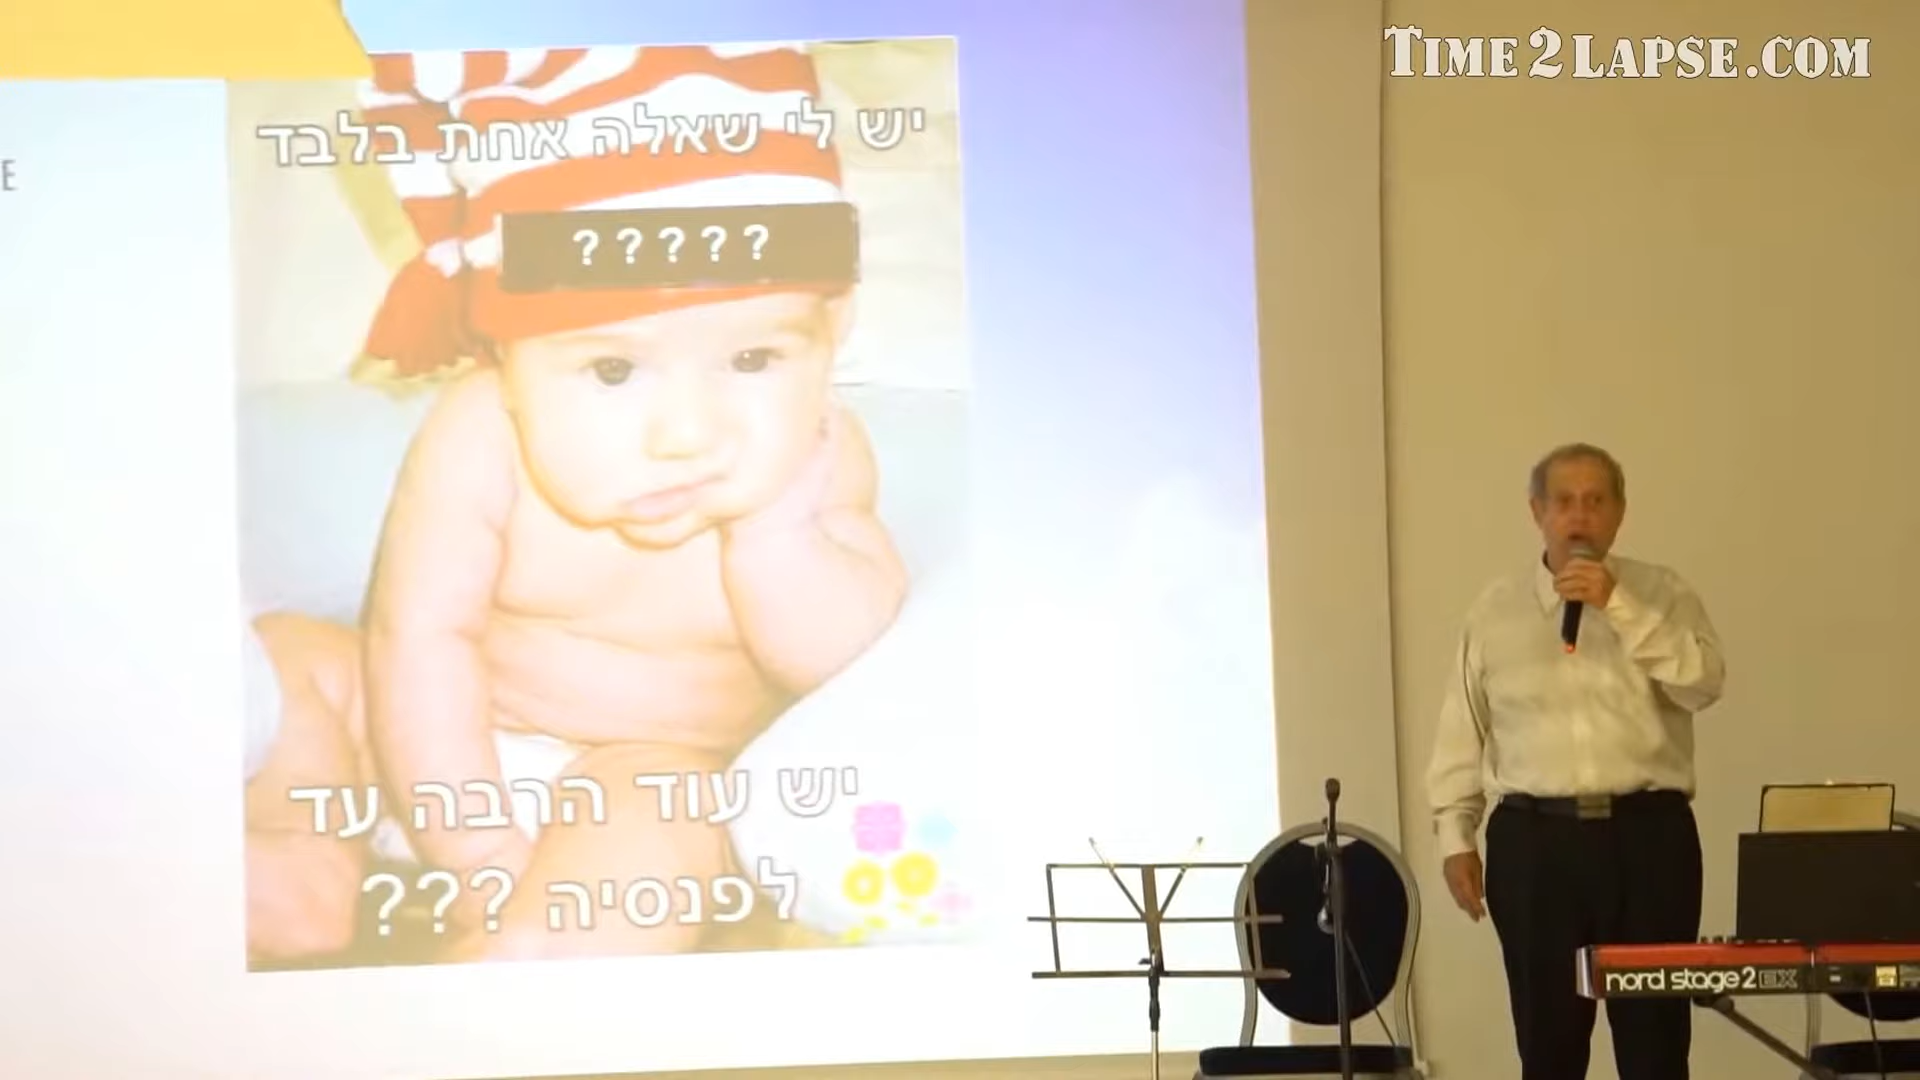 TIME2LAPSE.COM
E
יש לי שאלה אחת בלבד
?????
יש עוד הרבה עד
לפנסיה ???
nord stage 2 EX